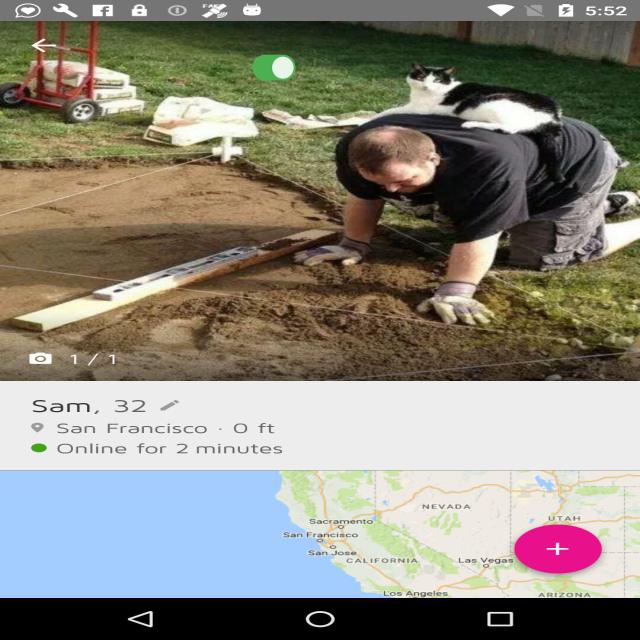 5:52
1 / 1
Sam, 32
San Francisco · 0 ft
Online for 2 minutes
NEVADA
UTAH
Sacramento
San Francisco
San Jose
CALIFORNIA
Las Vegas
Los Angeles
ARIZONA